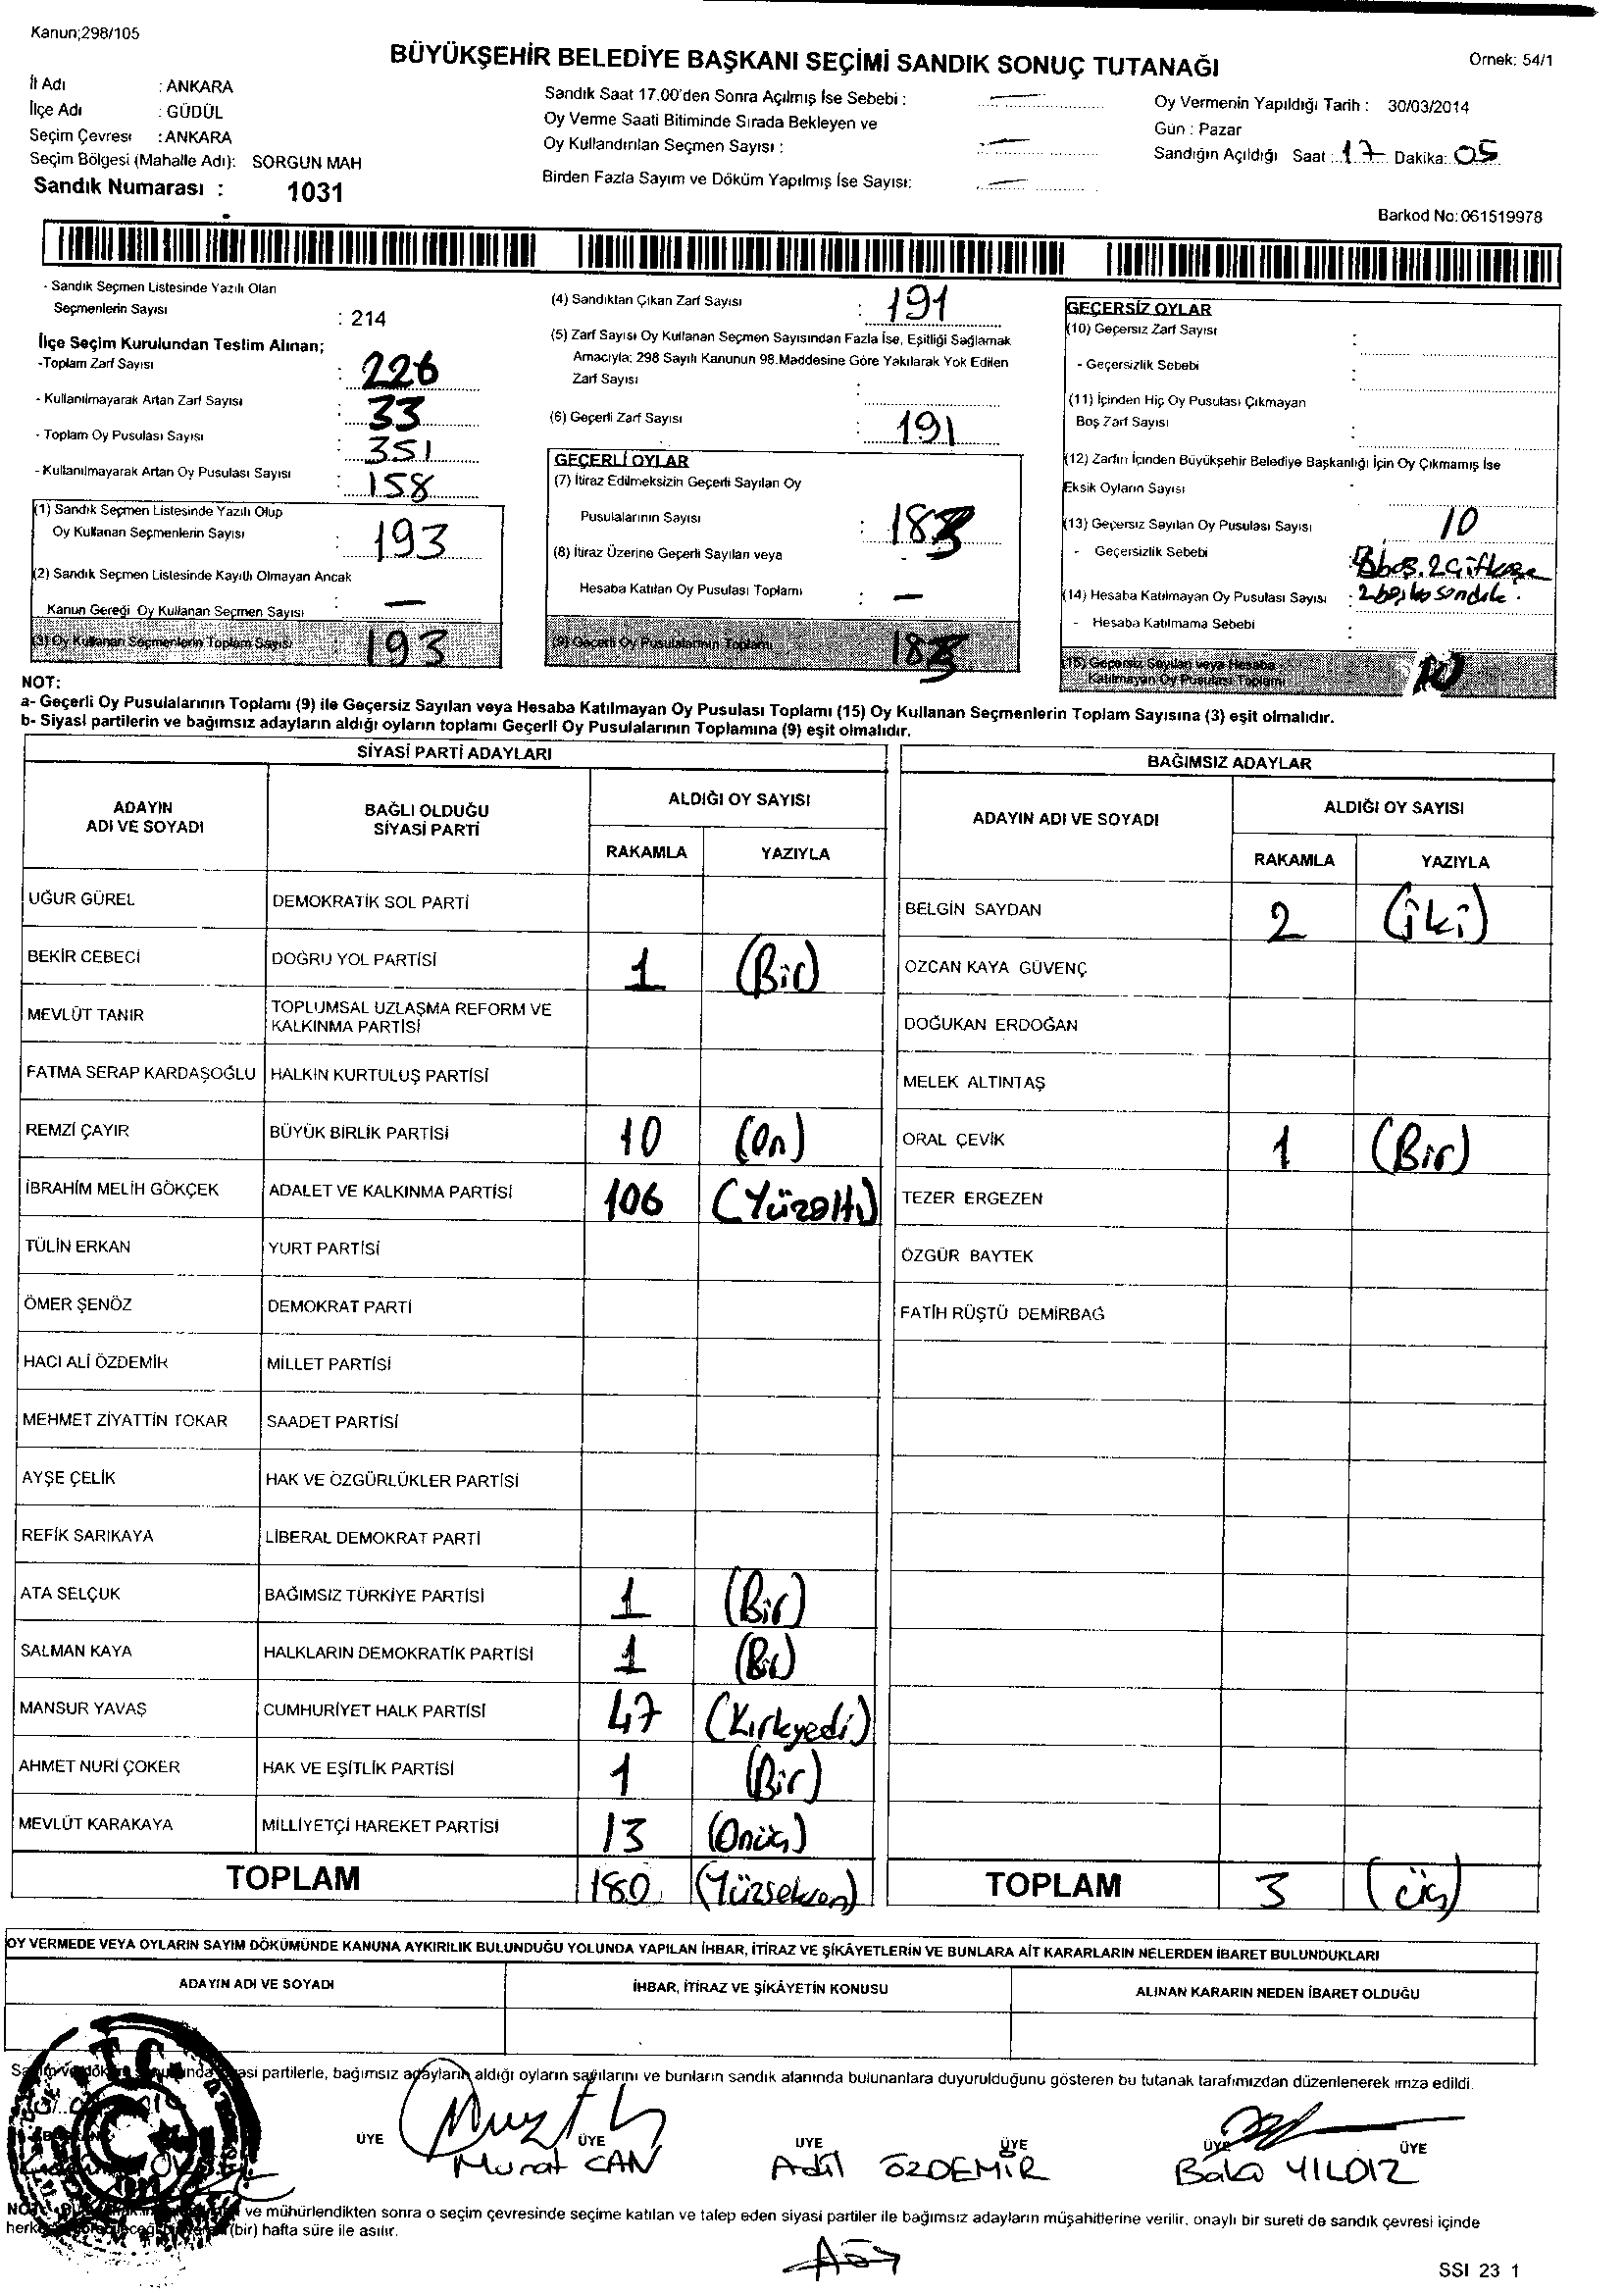 Kanun;298/105
BÜYÜKŞEHİR BELEDİYE BAŞKANI SEÇİMİ SANDIK SONUÇ TUTANAĞI
Örnek: 54/1
İl Adı : ANKARA
İlçe Adı : GÜDÜL
Seçim Çevresi : ANKARA
Seçim Bölgesi (Mahalle Adı): SORGUN MAH
Sandık Numarası : 1031
Sandık Saat 17.00'den Sonra Açılmış İse Sebebi :
Oy Verme Saati Bitiminde Sırada Bekleyen ve
Oy Kullandırılan Seçmen Sayısı :
Birden Fazla Sayım ve Döküm Yapılmış İse Sayısı:
Oy Vermenin Yapıldığı Tarih : 30/03/2014
Gün : Pazar
Sandığın Açıldığı Saat : 17 Dakika: 05
Barkod No: 061519978
- Sandık Seçmen Listesinde Yazılı Olan
Seçmenlerin Sayısı : 214
İlçe Seçim Kurulundan Teslim Alınan;
-Toplam Zarf Sayısı : 226
- Kullanılmayarak Artan Zarf Sayısı : 33
- Toplam Oy Pusulası Sayısı : 351
- Kullanılmayarak Artan Oy Pusulası Sayısı : 158
(1) Sandık Seçmen Listesinde Yazılı Olup
Oy Kullanan Seçmenlerin Sayısı : 193
(2) Sandık Seçmen Listesinde Kayıtlı Olmayan Ancak
Kanun Gereği Oy Kullanan Seçmen Sayısı : —
(3) Oy Kullanan Seçmenlerin Toplam Sayısı 193
(4) Sandıktan Çıkan Zarf Sayısı : 191
(5) Zarf Sayısı Oy Kullanan Seçmen Sayısından Fazla İse, Eşitliği Sağlamak
Amacıyla; 298 Sayılı Kanunun 98.Maddesine Göre Yakılarak Yok Edilen
Zarf Sayısı :
(6) Geçerli Zarf Sayısı : 191
GEÇERLİ OYLAR
(7) İtiraz Edilmeksizin Geçerli Sayılan Oy
Pusulalarının Sayısı : 183
(8) İtiraz Üzerine Geçerli Sayılan veya
Hesaba Katılan Oy Pusulası Toplamı : —
(9) Geçerli Oy Pusulalarının Toplamı 183
GEÇERSİZ OYLAR
(10) Geçersiz Zarf Sayısı :
- Geçersizlik Sebebi :
(11) İçinden Hiç Oy Pusulası Çıkmayan
Boş Zarf Sayısı :
(12) Zarfın İçinden Büyükşehir Belediye Başkanlığı İçin Oy Çıkmamış İse
Eksik Oyların Sayısı :
(13) Geçersiz Sayılan Oy Pusulası Sayısı : 10
- Geçersizlik Sebebi
(14) Hesaba Katılmayan Oy Pusulası Sayısı :
- Hesaba Katılmama Sebebi :
(15) Geçersiz Sayılan veya Hesaba
Katılmayan Oy Pusulası Toplamı 10
NOT:
a- Geçerli Oy Pusulalarının Toplamı (9) ile Geçersiz Sayılan veya Hesaba Katılmayan Oy Pusulası Toplamı (15) Oy Kullanan Seçmenlerin Toplam Sayısına (3) eşit olmalıdır.
b- Siyasi partilerin ve bağımsız adayların aldığı oyların toplamı Geçerli Oy Pusulalarının Toplamına (9) eşit olmalıdır.
SİYASİ PARTİ ADAYLARI
ADAYIN ADI VE SOYADI
BAĞLI OLDUĞU SİYASİ PARTİ
ALDIĞI OY SAYISI
RAKAMLA YAZIYLA
UĞUR GÜREL DEMOKRATİK SOL PARTİ
BEKİR CEBECİ DOĞRU YOL PARTİSİ 1 (Bir)
MEVLÜT TANIR TOPLUMSAL UZLAŞMA REFORM VE KALKINMA PARTİSİ
FATMA SERAP KARDAŞOĞLU HALKIN KURTULUŞ PARTİSİ
REMZİ ÇAYIR BÜYÜK BİRLİK PARTİSİ 10 (On)
İBRAHİM MELİH GÖKÇEK ADALET VE KALKINMA PARTİSİ 106 (Yüzaltı)
TÜLİN ERKAN YURT PARTİSİ
ÖMER ŞENÖZ DEMOKRAT PARTİ
HACI ALİ ÖZDEMİR MİLLET PARTİSİ
MEHMET ZİYATTİN TOKAR SAADET PARTİSİ
AYŞE ÇELİK HAK VE ÖZGÜRLÜKLER PARTİSİ
REFİK SARIKAYA LİBERAL DEMOKRAT PARTİ
ATA SELÇUK BAĞIMSIZ TÜRKİYE PARTİSİ 1 (Bir)
SALMAN KAYA HALKLARIN DEMOKRATİK PARTİSİ 1 (Bir)
MANSUR YAVAŞ CUMHURİYET HALK PARTİSİ 47 (Kırkyedi)
AHMET NURİ ÇOKER HAK VE EŞİTLİK PARTİSİ 1 (Bir)
MEVLÜT KARAKAYA MİLLİYETÇİ HAREKET PARTİSİ 13 (Onüç)
TOPLAM 180 (Yüzseksen)
BAĞIMSIZ ADAYLAR
ADAYIN ADI VE SOYADI
ALDIĞI OY SAYISI
RAKAMLA YAZIYLA
BELGİN SAYDAN 2 (iki)
ÖZCAN KAYA GÜVENÇ
DOĞUKAN ERDOĞAN
MELEK ALTINTAŞ
ORAL ÇEVİK 1 (Bir)
TEZER ERGEZEN
ÖZGÜR BAYTEK
FATİH RÜŞTÜ DEMİRBAĞ
TOPLAM 3 (üç)
OY VERMEDE VEYA OYLARIN SAYIM DÖKÜMÜNDE KANUNA AYKIRILIK BULUNDUĞU YOLUNDA YAPILAN İHBAR, İTİRAZ VE ŞİKÂYETLERİN VE BUNLARA AİT KARARLARIN NELERDEN İBARET BULUNDUKLARI
ADAYIN ADI VE SOYADI İHBAR, İTİRAZ VE ŞİKÂYETİN KONUSU ALINAN KARARIN NEDEN İBARET OLDUĞU
partilerle, bağımsız adayların aldığı oyların sayılarını ve bunların sandık alanında bulunanlara duyurulduğunu gösteren bu tutanak tarafımızdan düzenlenerek imza edildi.
T.C.
ÜYE ÜYE ÜYE ÜYE ÜYE ÜYE
Murat CAN Adil ÖZDEMİR Bala YILDIZ
ve mühürlendikten sonra o seçim çevresinde seçime katılan ve talep eden siyasi partiler ile bağımsız adayların müşahitlerine verilir, onaylı bir sureti de sandık çevresi içinde
(bir) hafta süre ile asılır.
SSI 23 1